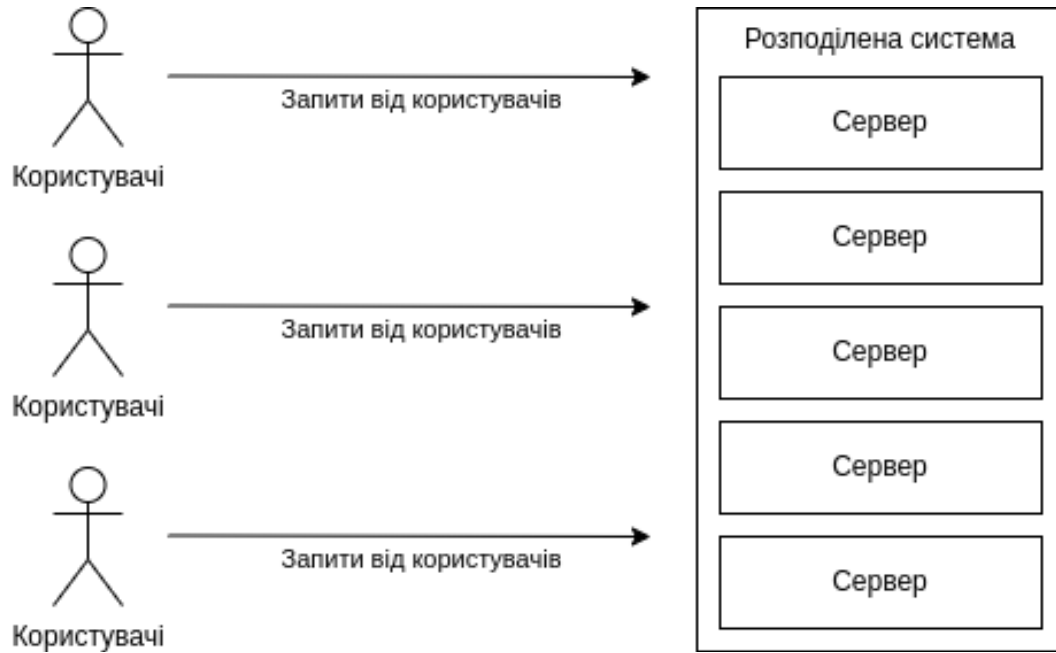 Розподілена система
Запити від користувачів
Сервер
Користувачі
Сервер
Запити від користувачів
Сервер
Користувачі
Сервер
Запити від користувачів
Сервер
Користувачі